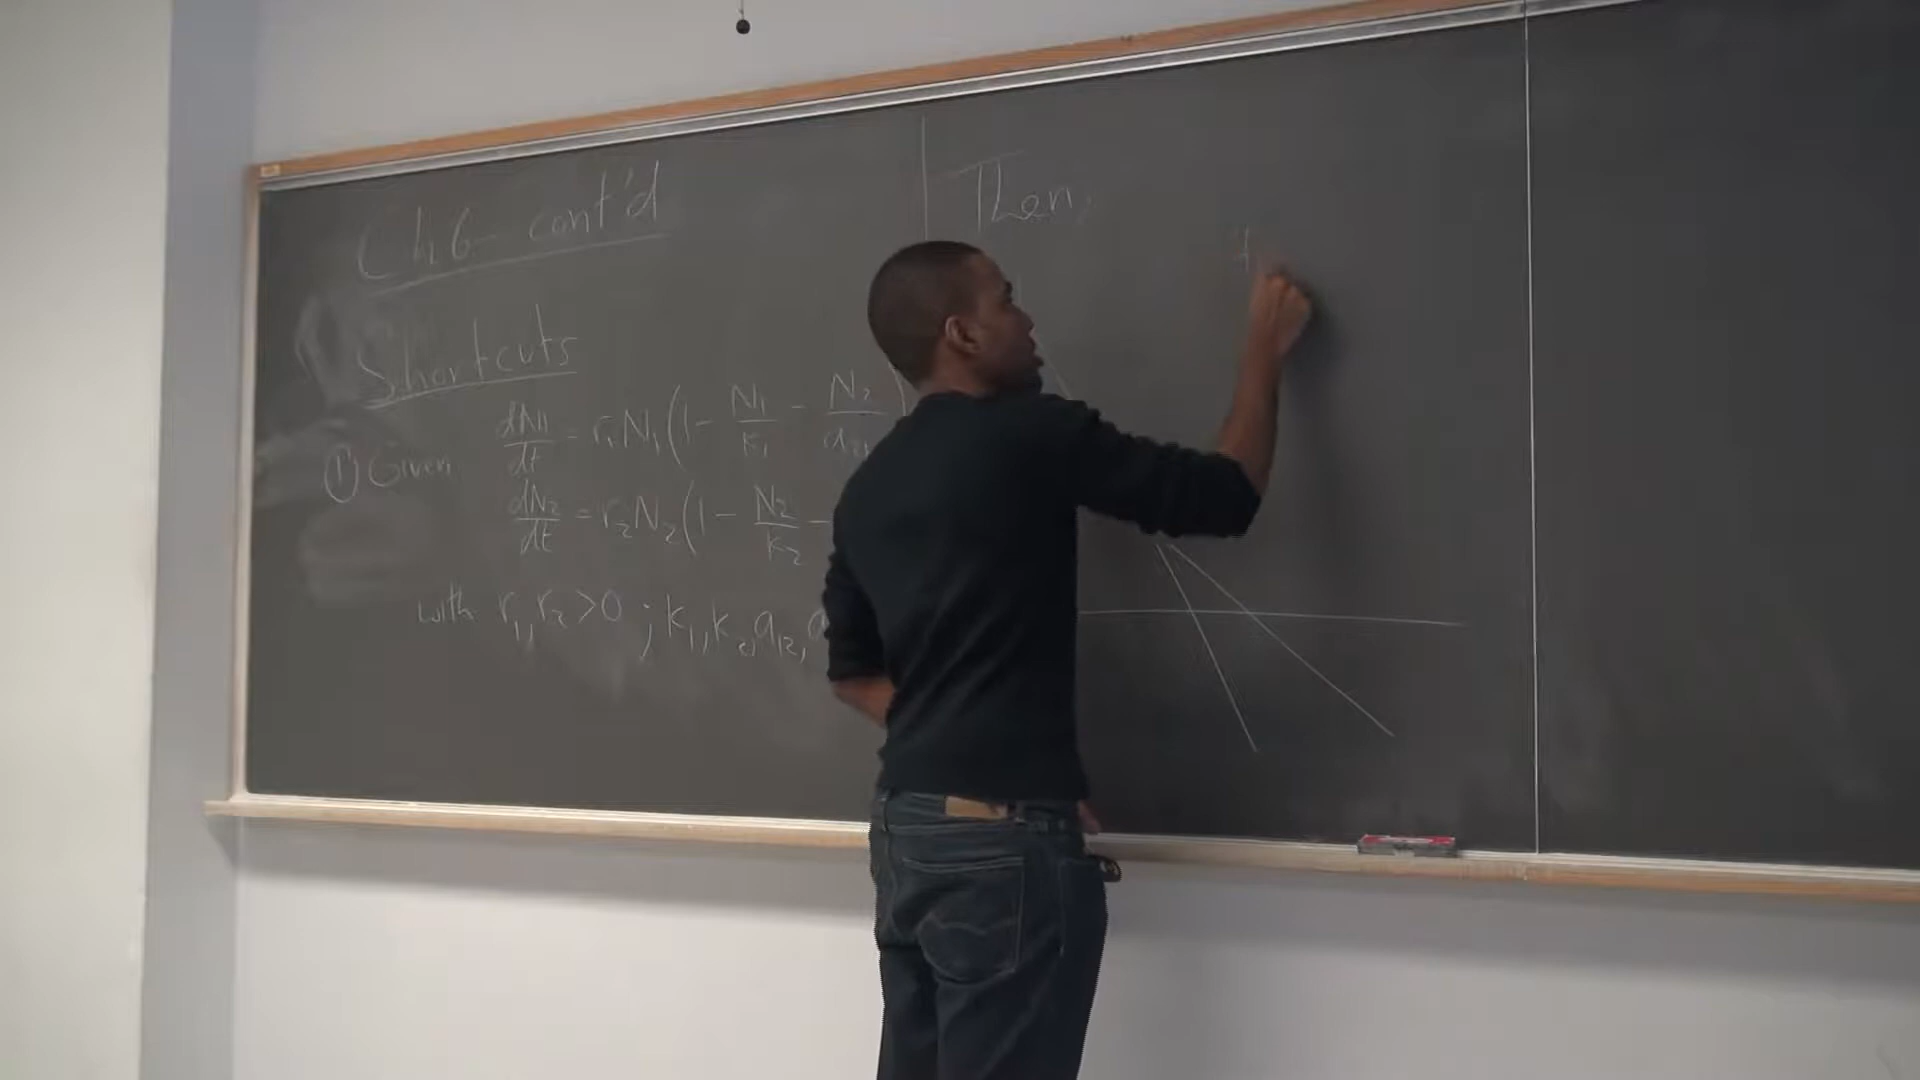 Ch 6 - cont'd
Shortcuts
① Given, dN1/dt = r1N1(1 - N1/K1 - N2/a21)
dN2/dt = r2N2(1 - N2/K2 -
with r1, r2 >0 ; K1, K2, a12, a
Then,